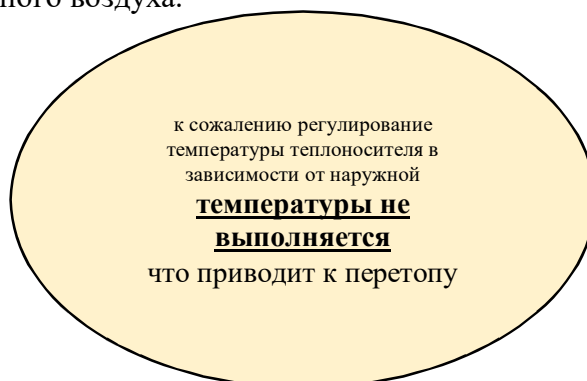 ного воздуха.
к сожалению регулирование
температуры теплоносителя в
зависимости от наружной
температуры не
выполняется
что приводит к перетопу